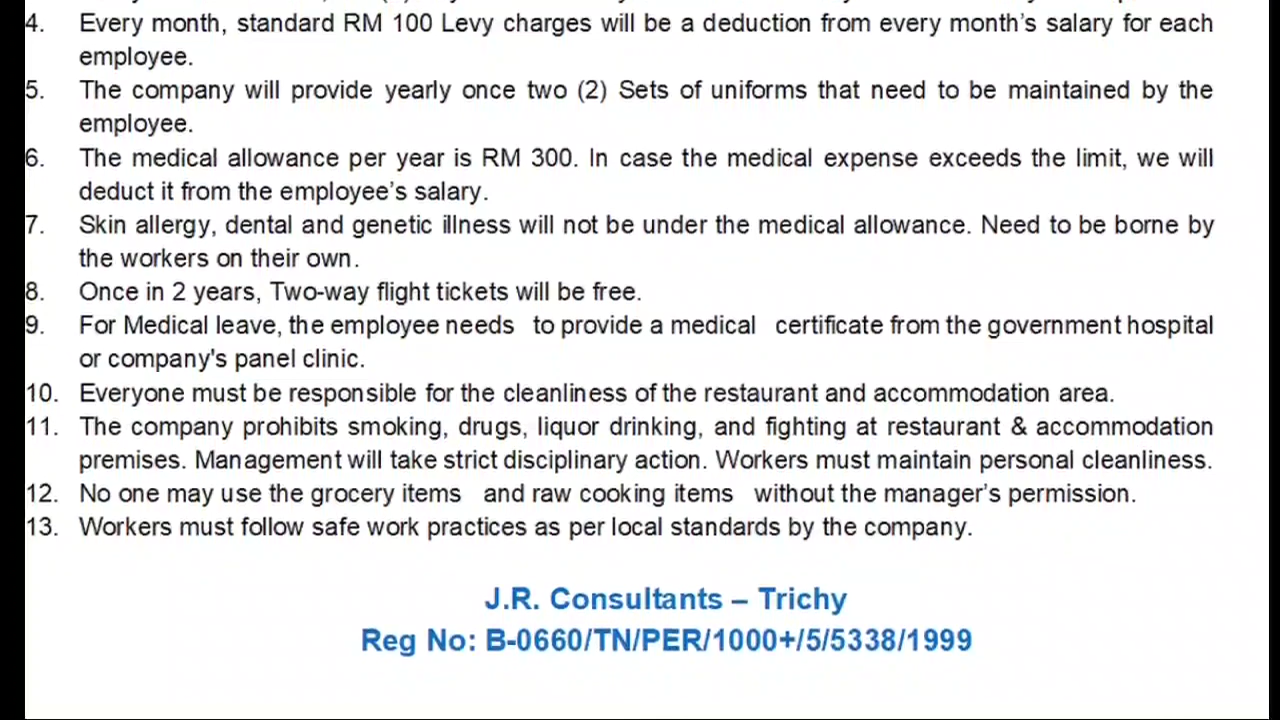 4. Every month, standard RM 100 Levy charges will be a deduction from every month's salary for each
employee.
5. The company will provide yearly once two (2) Sets of uniforms that need to be maintained by the
employee.
6. The medical allowance per year is RM 300. In case the medical expense exceeds the limit, we will
deduct it from the employee's salary.
7. Skin allergy, dental and genetic illness will not be under the medical allowance. Need to be borne by
the workers on their own.
8. Once in 2 years, Two-way flight tickets will be free.
9. For Medical leave, the employee needs to provide a medical certificate from the government hospital
or company's panel clinic.
10. Everyone must be responsible for the cleanliness of the restaurant and accommodation area.
11. The company prohibits smoking, drugs, liquor drinking, and fighting at restaurant & accommodation
premises. Management will take strict disciplinary action. Workers must maintain personal cleanliness.
12. No one may use the grocery items and raw cooking items without the manager's permission.
13. Workers must follow safe work practices as per local standards by the company.
J.R. Consultants – Trichy
Reg No: B-0660/TN/PER/1000+/5/5338/1999